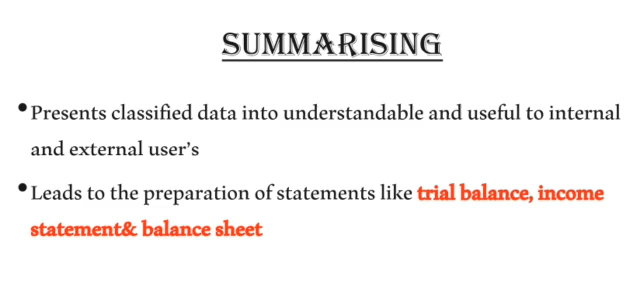 SUMMARISING
•Presents classified data into understandable and useful to internal
and external user's
•Leads to the preparation of statements like trial balance, income
statement& balance sheet